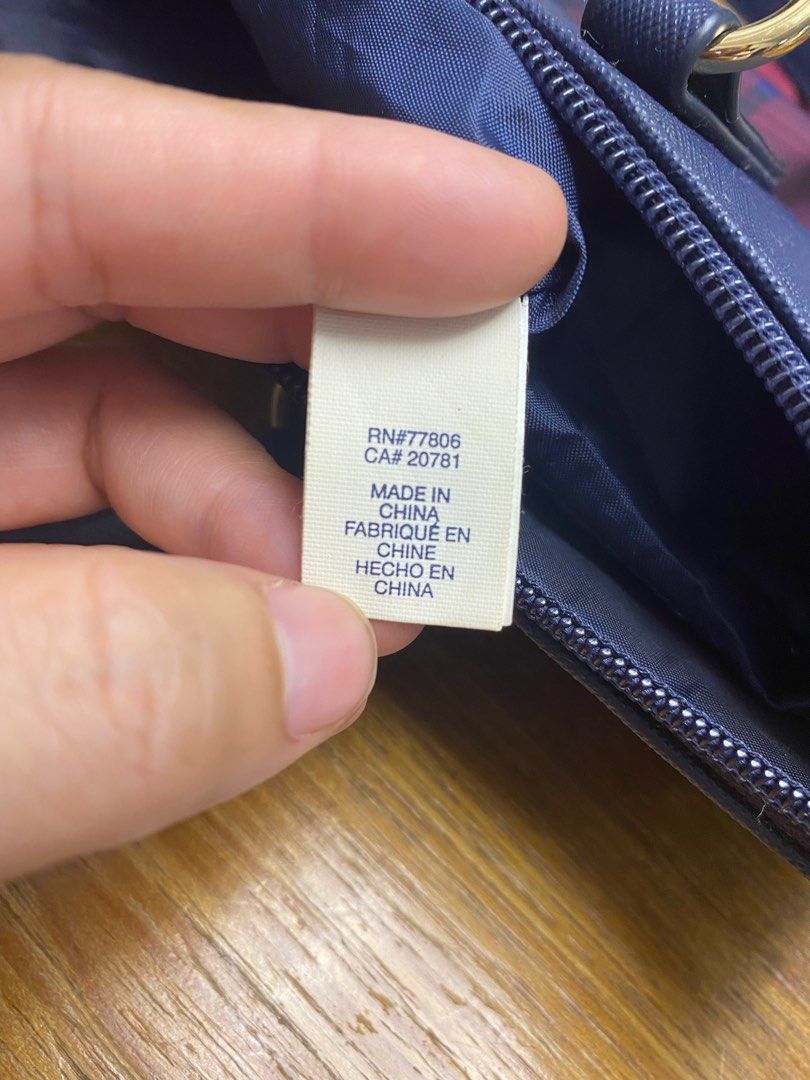 RN#77806
CA# 20781
MADE IN
CHINA
FABRIQUÉ EN
CHINE
HECHO EN
CHINA